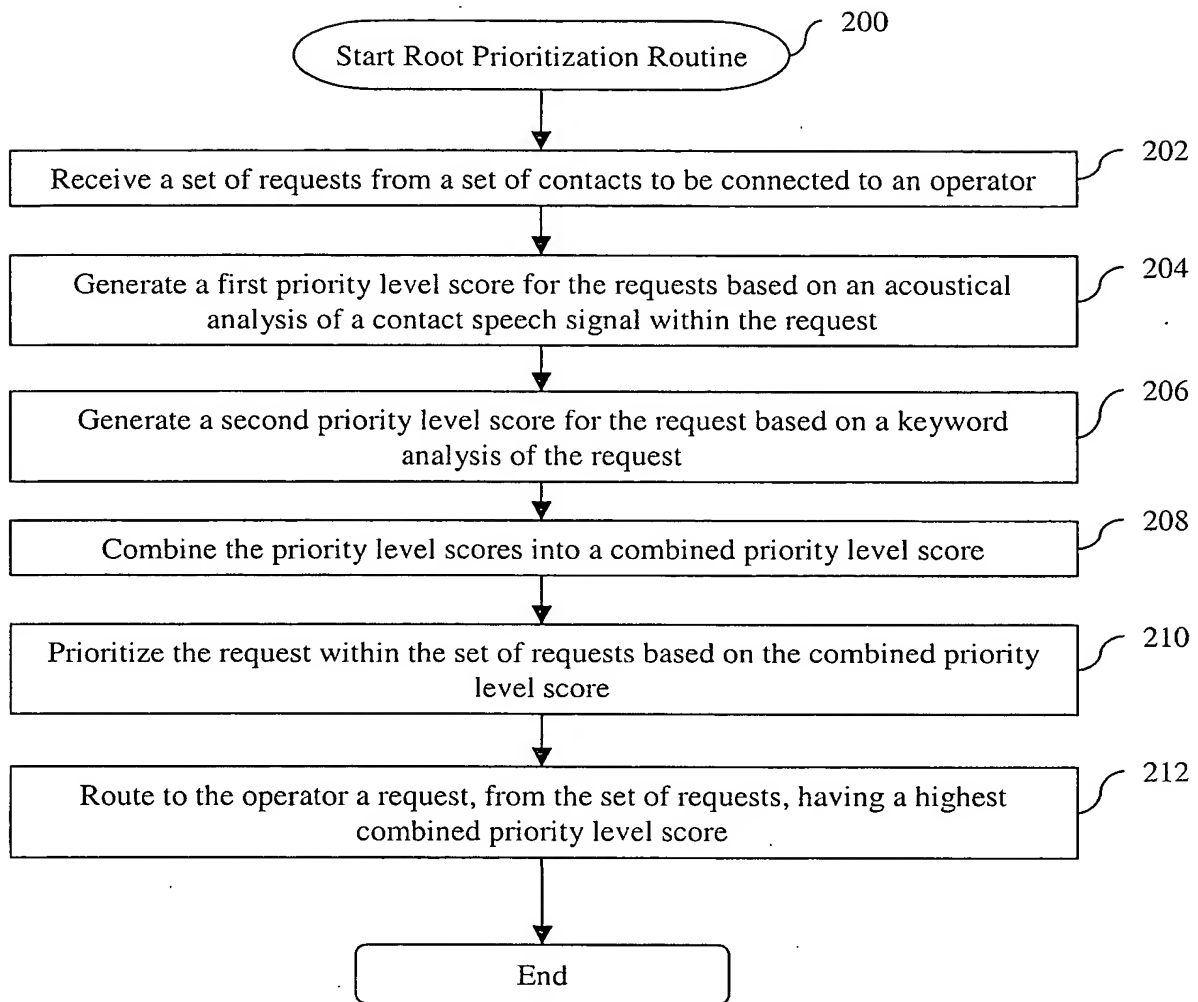 200
Start Root Prioritization Routine
202
Receive a set of requests from a set of contacts to be connected to an operator
204
Generate a first priority level score for the requests based on an acoustical
analysis of a contact speech signal within the request
206
Generate a second priority level score for the request based on a keyword
analysis of the request
208
Combine the priority level scores into a combined priority level score
210
Prioritize the request within the set of requests based on the combined priority
level score
212
Route to the operator a request, from the set of requests, having a highest
combined priority level score
End